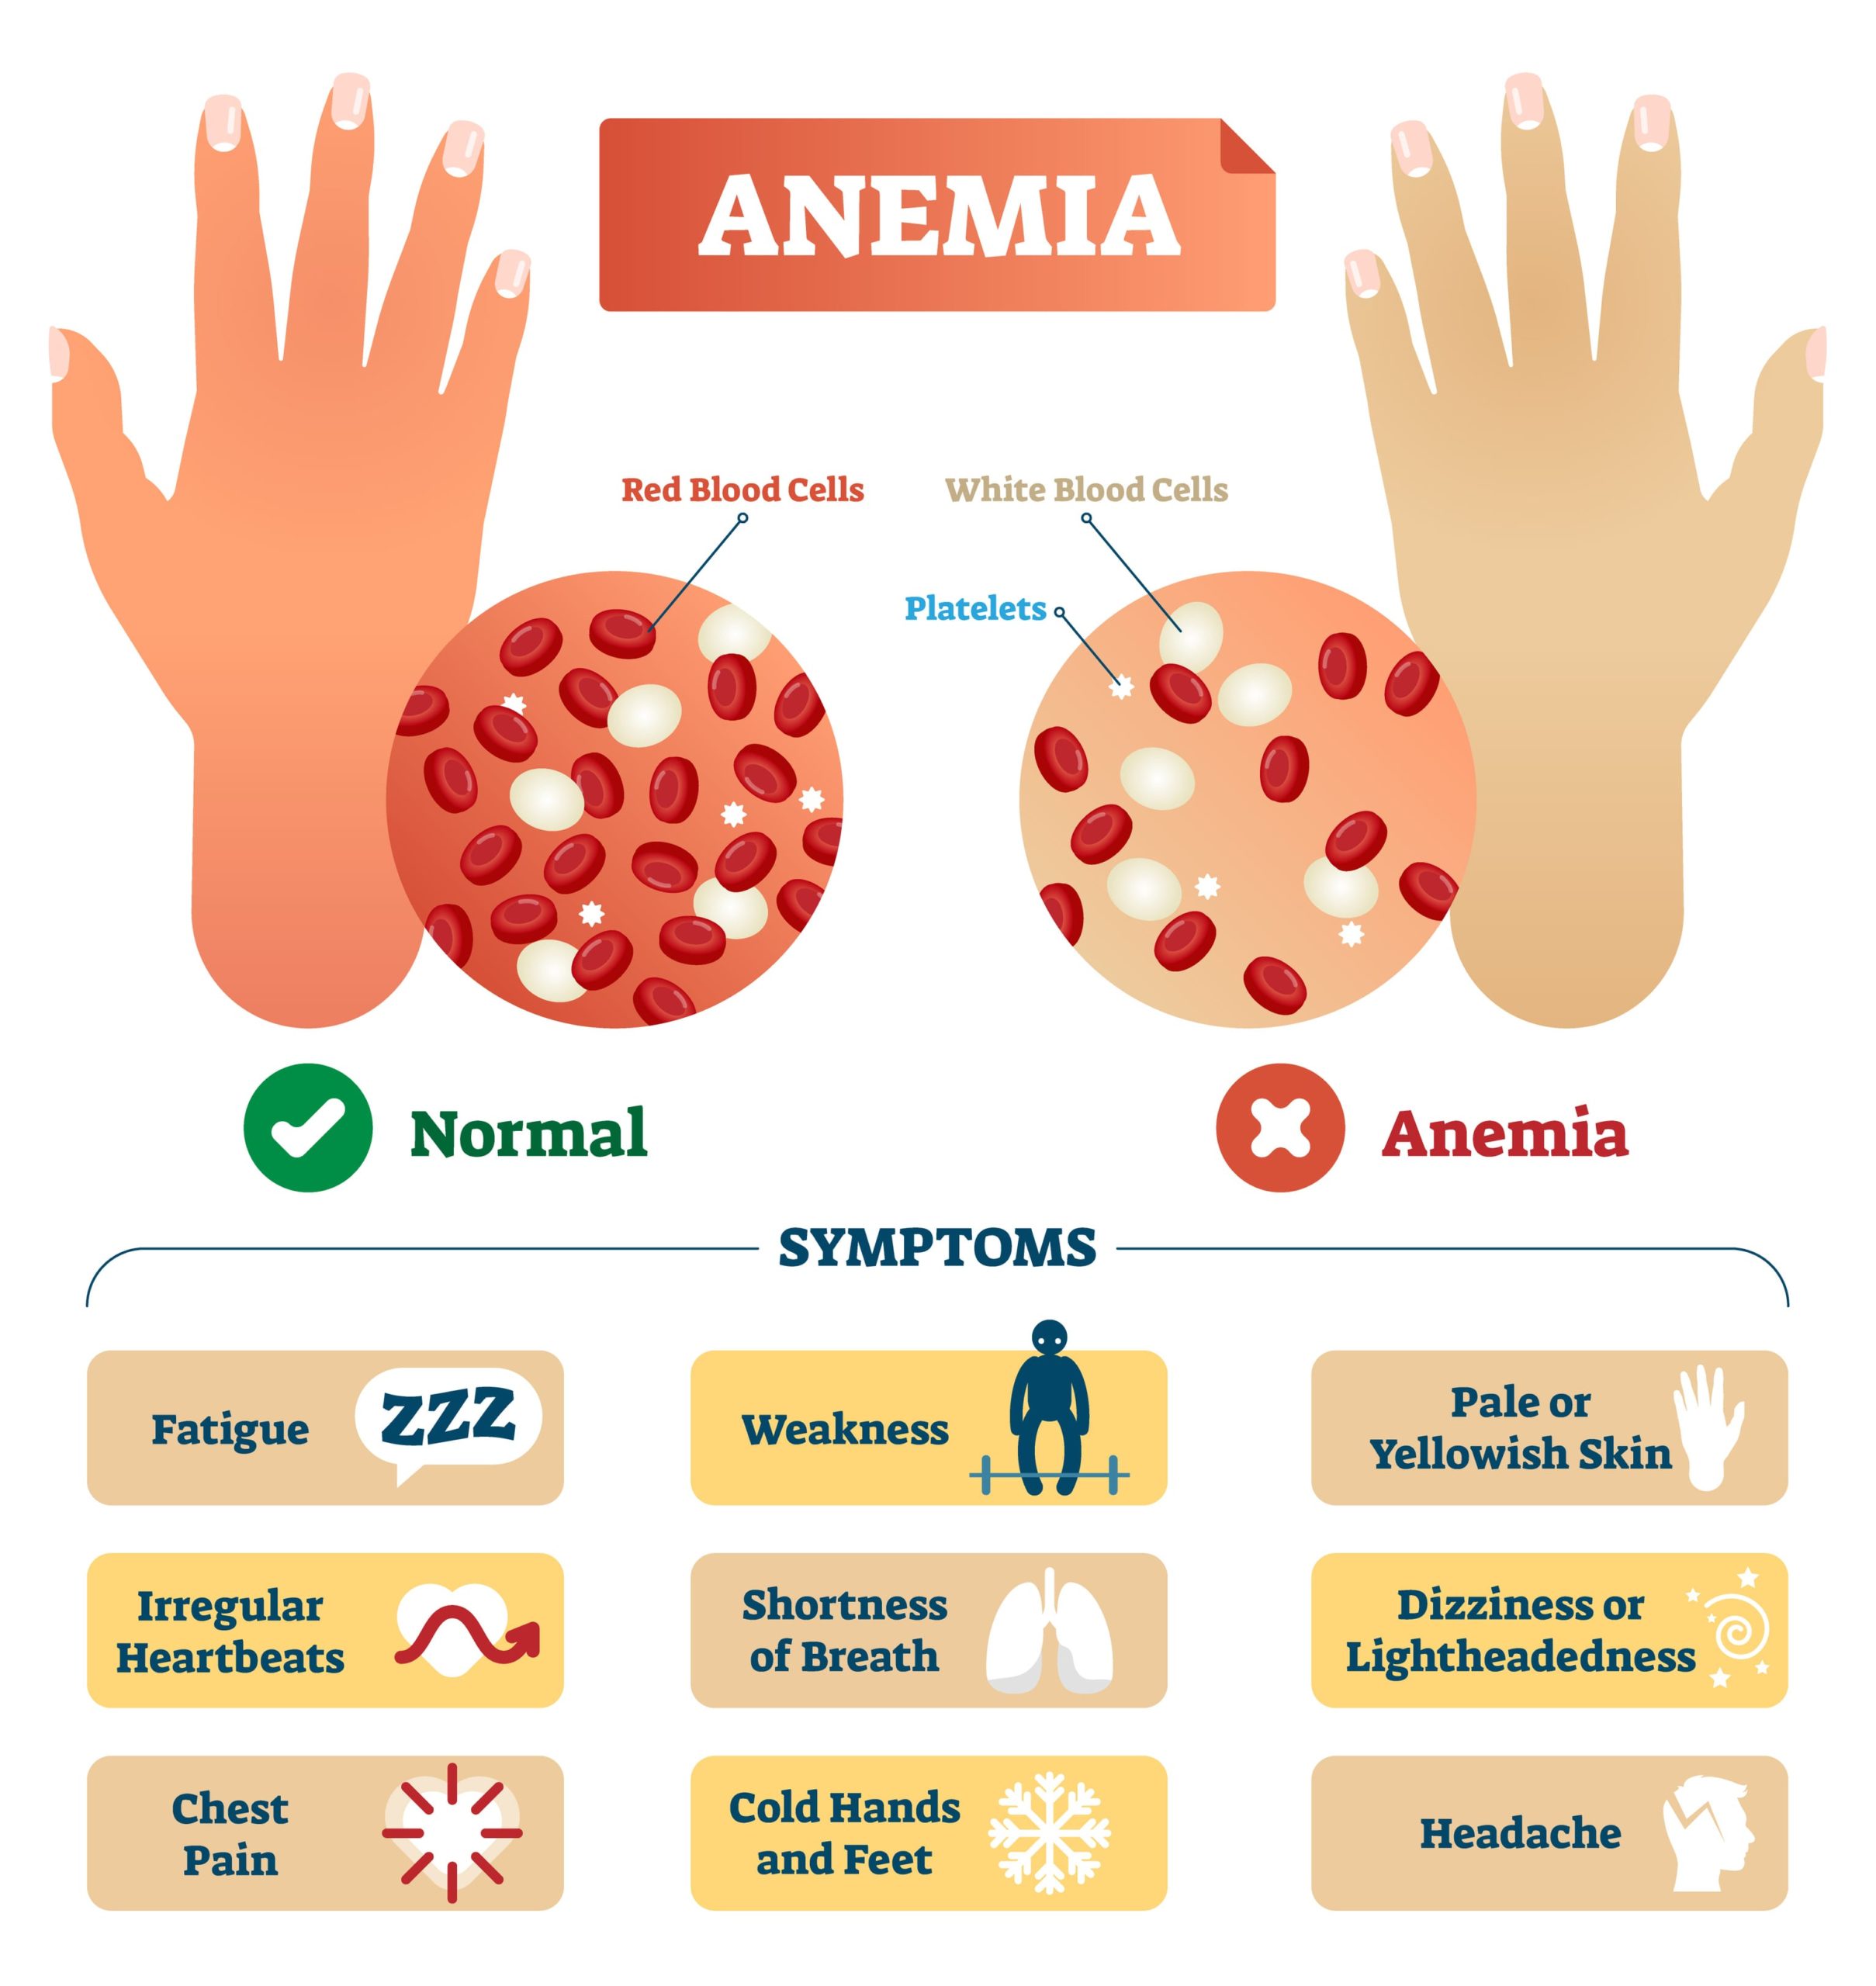 ANEMIA
Red Blood Cells
White Blood Cells
Platelets
Normal
Anemia
SYMPTOMS
Fatigue
ZZZ
Weakness
Pale or
Yellowish Skin
Irregular
Heartbeats
Shortness
of Breath
Dizziness or
Lightheadedness
Chest
Pain
Cold Hands
and Feet
Headache